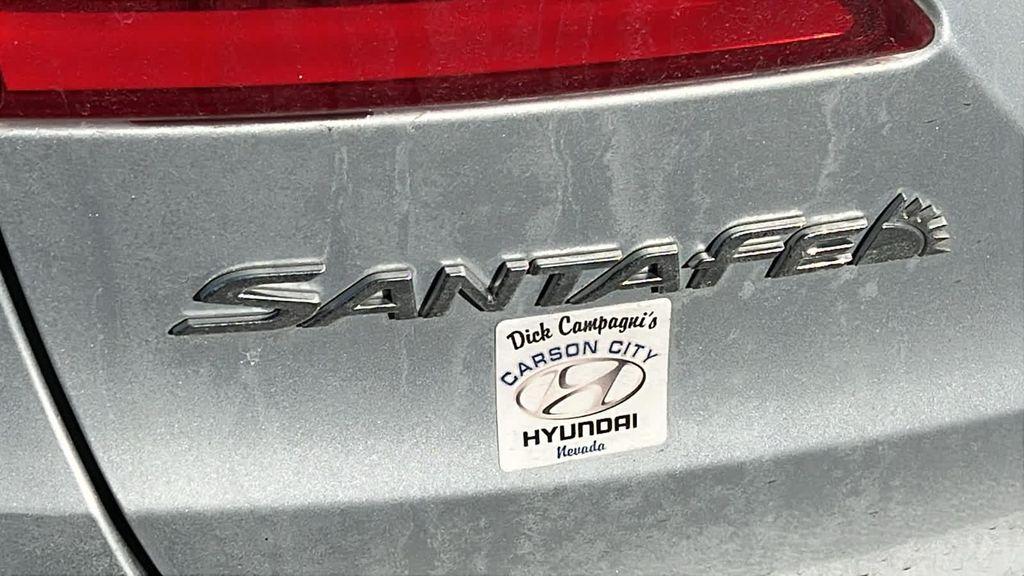 SANTA FE
Dick Campagni's
CARSON CITY
HYUNDAI
Nevada